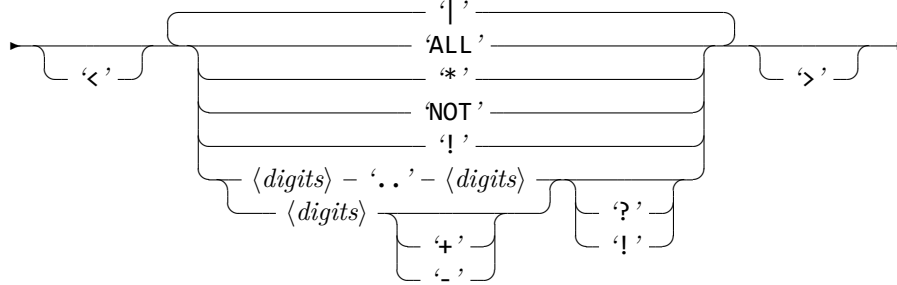 ‘|’
‘ALL’
‘<’ ‘*’ ‘>’
‘NOT’
‘!’
⟨digits⟩ ‘..’ ⟨digits⟩
⟨digits⟩ ‘?’
‘+’ ‘!’
‘-’